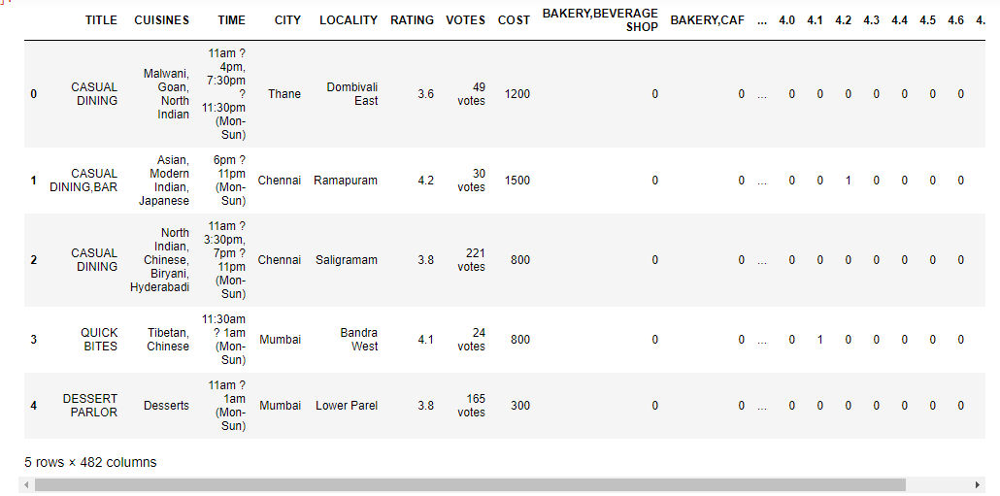 TITLE CUISINES TIME CITY LOCALITY RATING VOTES COST BAKERY,BEVERAGE SHOP BAKERY,CAF ... 4.0 4.1 4.2 4.3 4.4 4.5 4.6 4.
0 CASUAL DINING Malwani, Goan, North Indian 11am ? 4pm, 7:30pm ? 11:30pm (Mon-Sun) Thane Dombivali East 3.6 49 votes 1200 0 0 ... 0 0 0 0 0 0 0
1 CASUAL DINING,BAR Asian, Modern Indian, Japanese 6pm ? 11pm (Mon-Sun) Chennai Ramapuram 4.2 30 votes 1500 0 0 ... 0 0 1 0 0 0 0
2 CASUAL DINING North Indian, Chinese, Biryani, Hyderabadi 11am ? 3:30pm, 7pm ? 11pm (Mon-Sun) Chennai Saligramam 3.8 221 votes 800 0 0 ... 0 0 0 0 0 0 0
3 QUICK BITES Tibetan, Chinese 11:30am ? 1am (Mon-Sun) Mumbai Bandra West 4.1 24 votes 800 0 0 ... 0 1 0 0 0 0 0
4 DESSERT PARLOR Desserts 11am ? 1am (Mon-Sun) Mumbai Lower Parel 3.8 165 votes 300 0 0 ... 0 0 0 0 0 0 0
5 rows × 482 columns